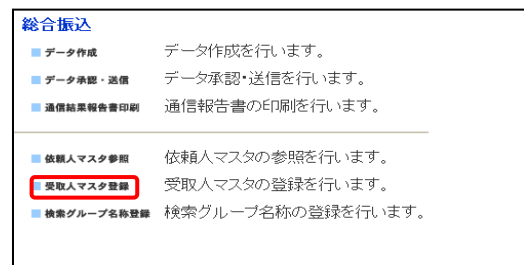 総合振込
データ作成 データ作成を行います。
データ承認・送信 データ承認・送信を行います。
通信結果報告書印刷 通信報告書の印刷を行います。
依頼人マスタ参照 依頼人マスタの参照を行います。
受取人マスタ登録 受取人マスタの登録を行います。
検索グループ名称登録 検索グループ名称の登録を行います。